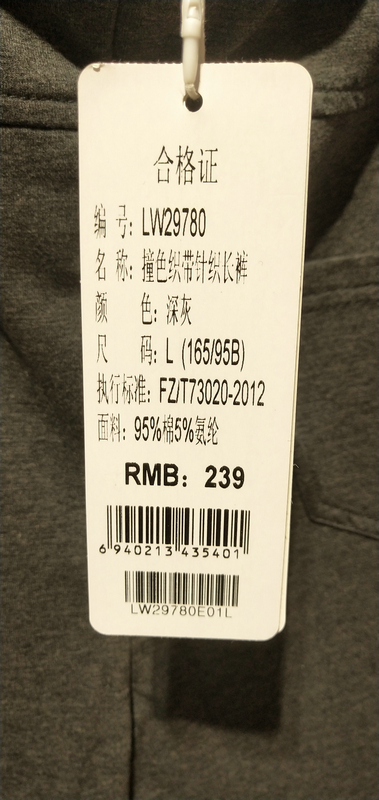 合格证
编 号: LW29780
名 称: 撞色织带针织长裤
颜 色: 深灰
尺 码: L (165/95B)
执行标准: FZ/T73020-2012
面料: 95%棉5%氨纶
RMB: 239
6 940213 435401
LW29780E01L